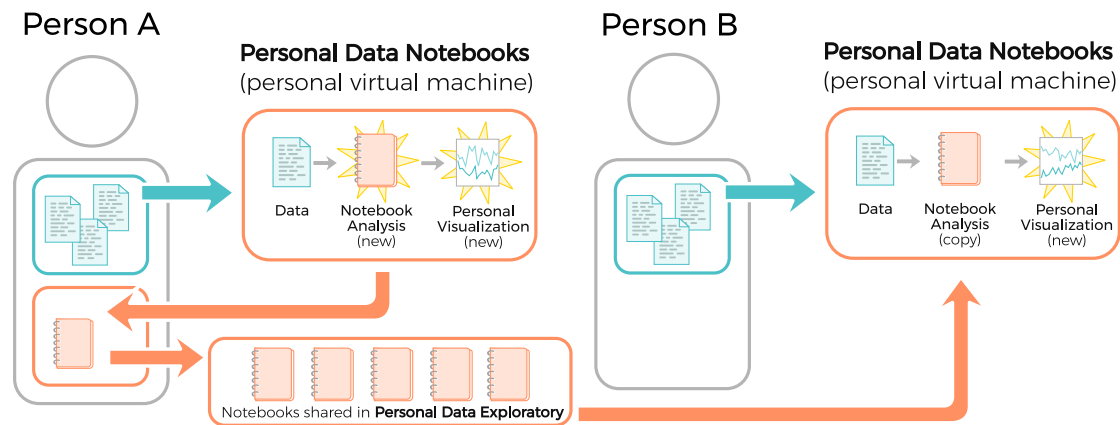 Person A
Personal Data Notebooks
(personal virtual machine)
Data
Notebook
Analysis
(new)
Personal
Visualization
(new)
Notebooks shared in Personal Data Exploratory
Person B
Personal Data Notebooks
(personal virtual machine)
Data
Notebook
Analysis
(copy)
Personal
Visualization
(new)